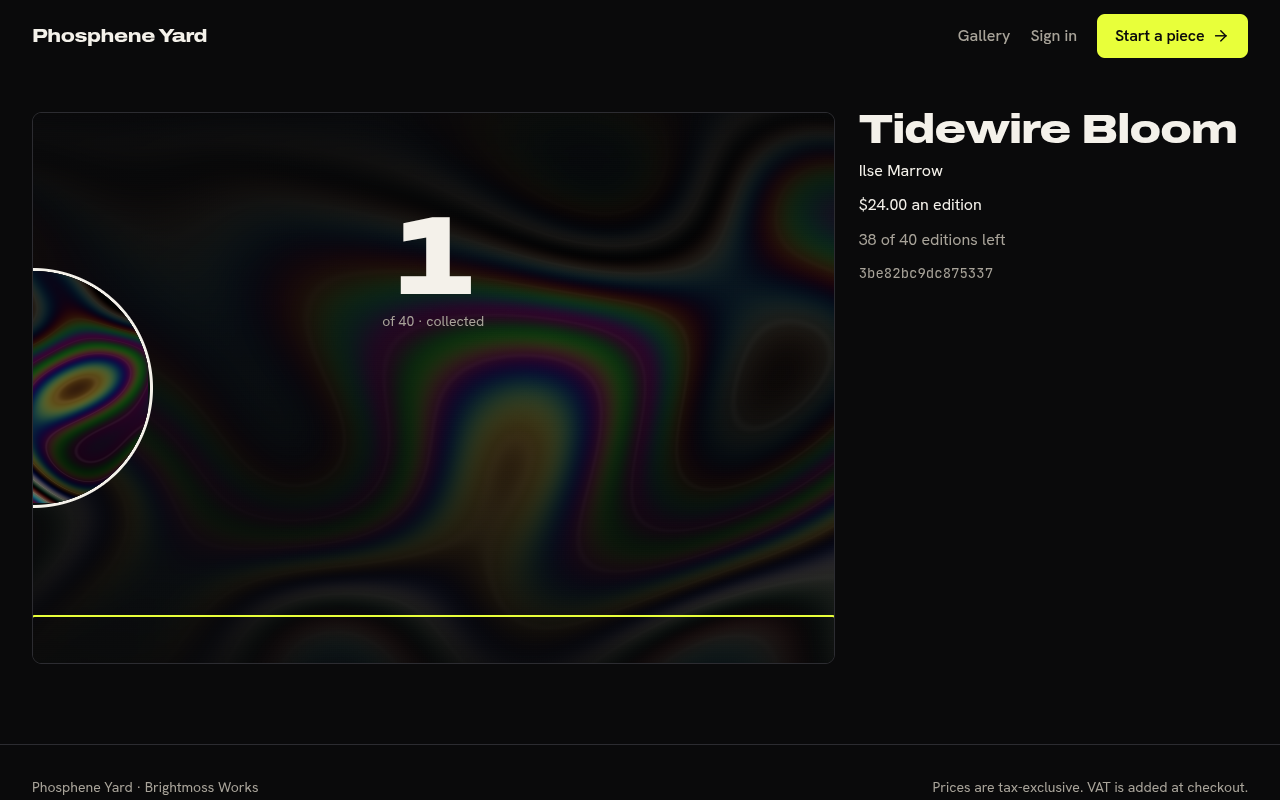 Phosphene Yard
Gallery
Sign in
Start a piece →
1
of 40 · collected
Tidewire Bloom
Ilse Marrow
$24.00 an edition
38 of 40 editions left
3be82bc9dc875337
Phosphene Yard · Brightmoss Works
Prices are tax-exclusive. VAT is added at checkout.